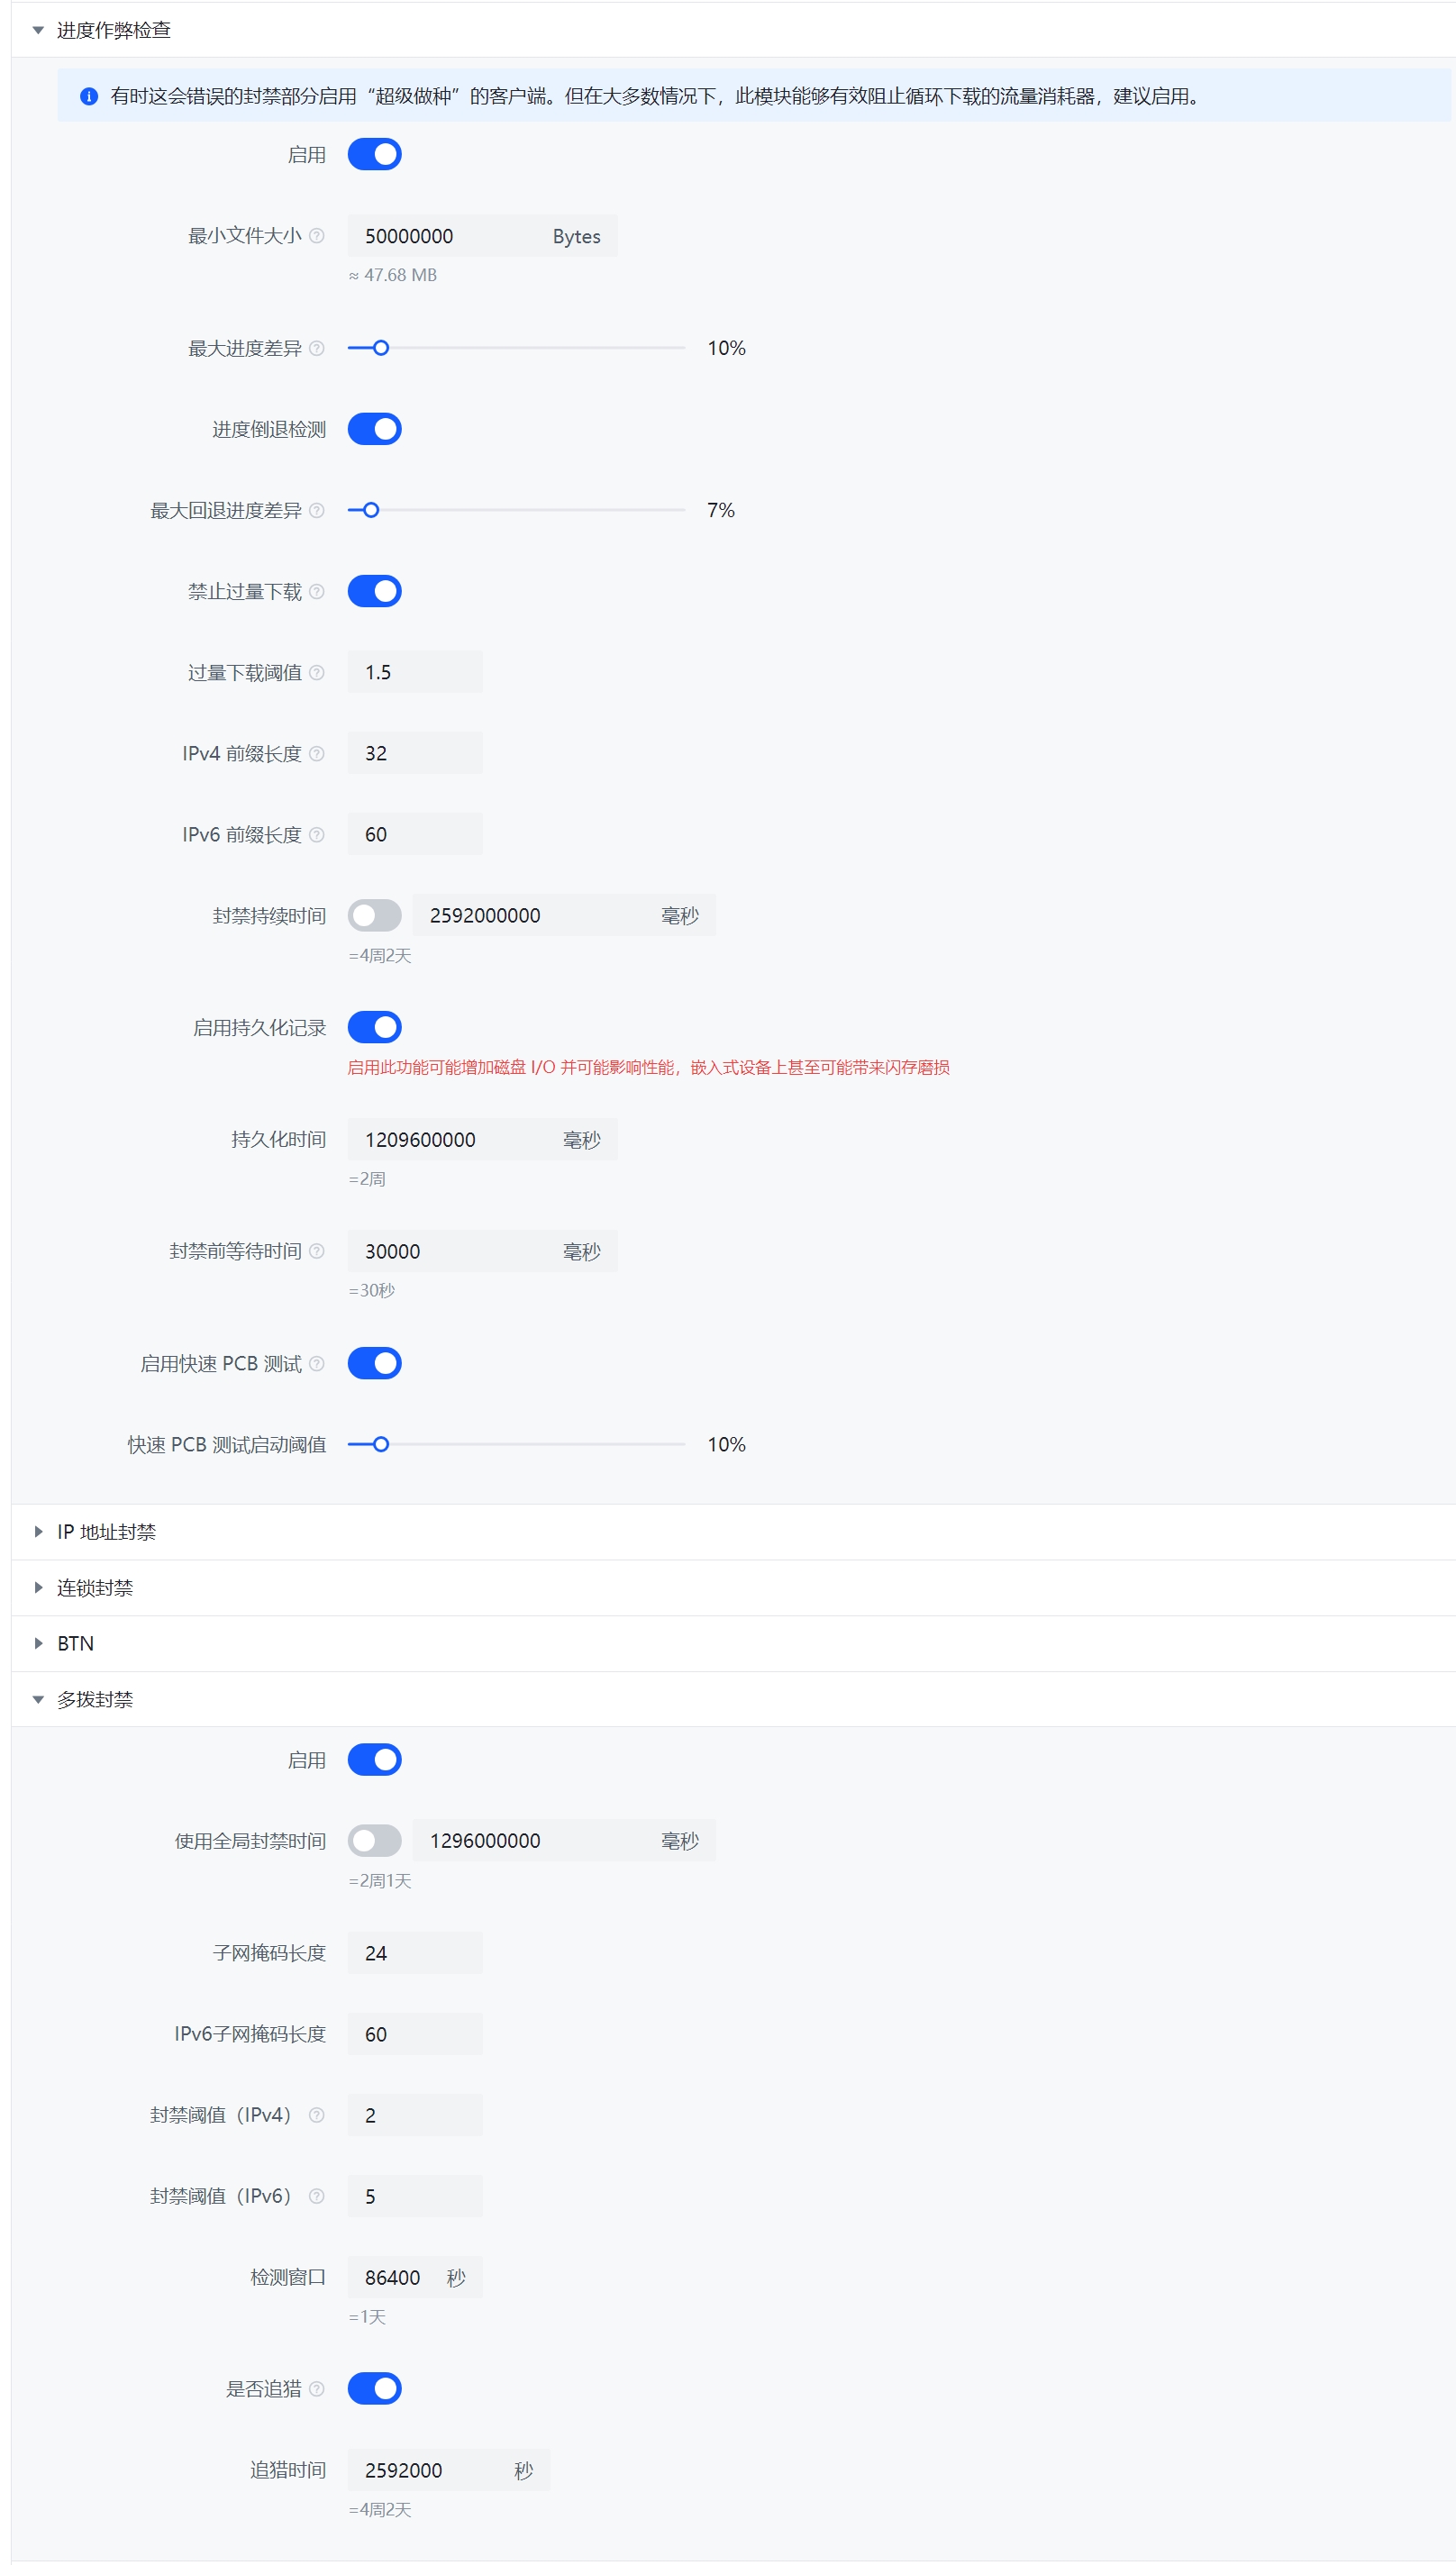 进度作弊检查
有时这会错误的封禁部分启用“超级做种”的客户端。但在大多数情况下，此模块能够有效阻止循环下载的流量消耗器，建议启用。
启用
最小文件大小 50000000 Bytes
≈ 47.68 MB
最大进度差异 10%
进度倒退检测
最大回退进度差异 7%
禁止过量下载
过量下载阈值 1.5
IPv4 前缀长度 32
IPv6 前缀长度 60
封禁持续时间 2592000000 毫秒
=4周2天
启用持久化记录
启用此功能可能增加磁盘 I/O 并可能影响性能，嵌入式设备上甚至可能带来闪存磨损
持久化时间 1209600000 毫秒
=2周
封禁前等待时间 30000 毫秒
=30秒
启用快速 PCB 测试
快速 PCB 测试启动阈值 10%
IP 地址封禁
连锁封禁
BTN
多拨封禁
启用
使用全局封禁时间 1296000000 毫秒
=2周1天
子网掩码长度 24
IPv6子网掩码长度 60
封禁阈值（IPv4） 2
封禁阈值（IPv6） 5
检测窗口 86400 秒
=1天
是否追猎
追猎时间 2592000 秒
=4周2天